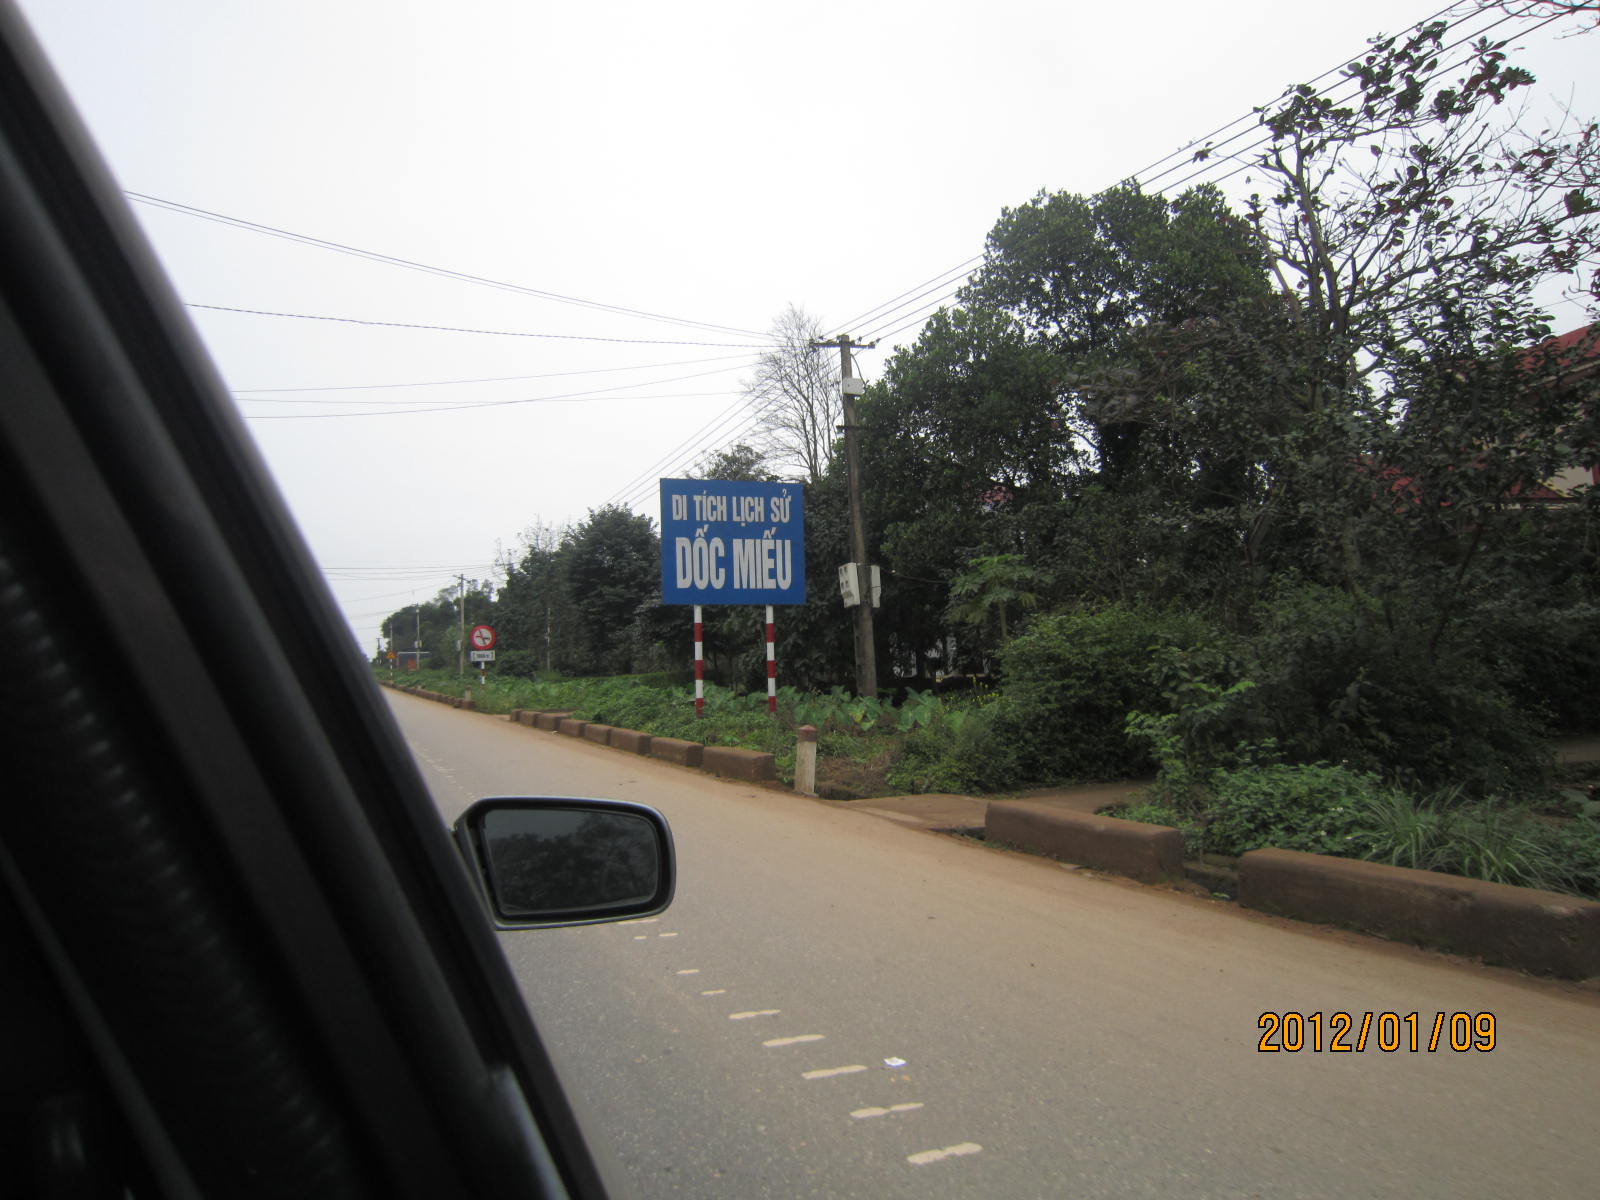 DI TÍCH LỊCH SỬ
DỐC MIẾU
2012/01/09